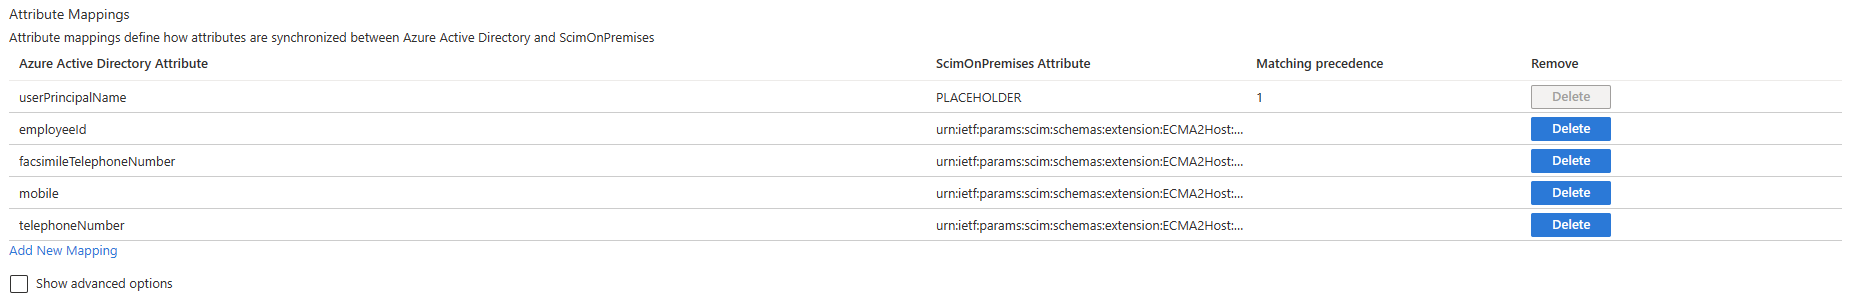 Attribute Mappings
Attribute mappings define how attributes are synchronized between Azure Active Directory and ScimOnPremises
Azure Active Directory Attribute ScimOnPremises Attribute Matching precedence Remove
userPrincipalName PLACEHOLDER 1 Delete
employeeId urn:ietf:params:scim:schemas:extension:ECMA2Host:... Delete
facsimileTelephoneNumber urn:ietf:params:scim:schemas:extension:ECMA2Host:... Delete
mobile urn:ietf:params:scim:schemas:extension:ECMA2Host:... Delete
telephoneNumber urn:ietf:params:scim:schemas:extension:ECMA2Host:... Delete
Add New Mapping
Show advanced options